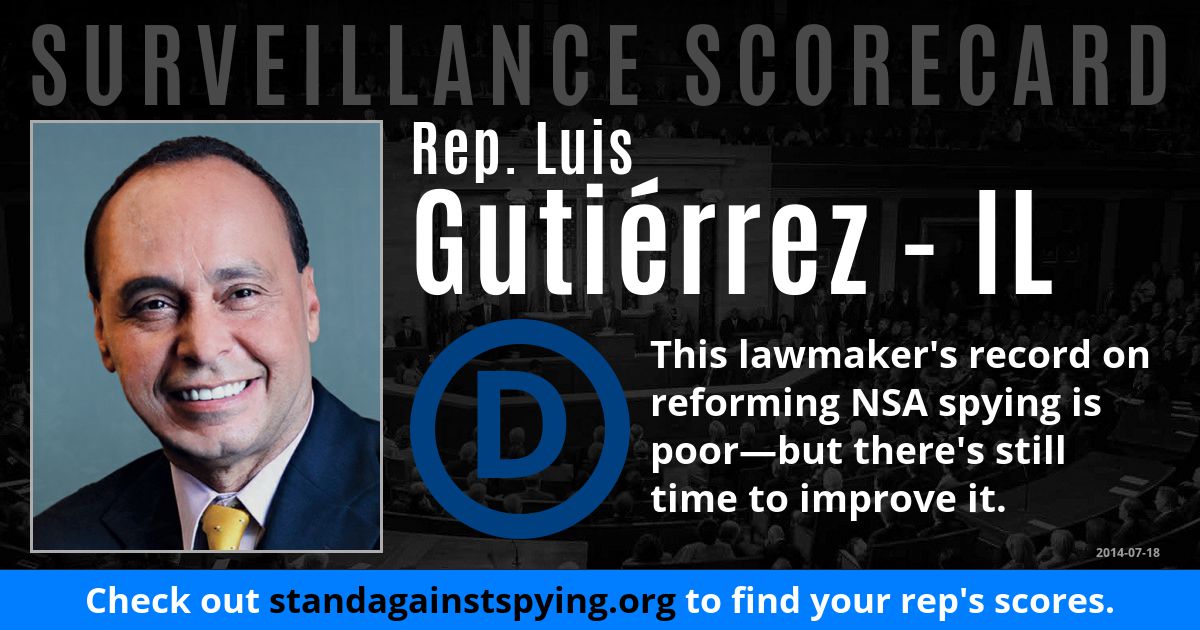 SURVEILLANCE SCORECARD
Rep. Luis
Gutiérrez - IL
D
This lawmaker's record on
reforming NSA spying is
poor—but there's still
time to improve it.
2014-07-18
Check out standagainstspying.org to find your rep's scores.